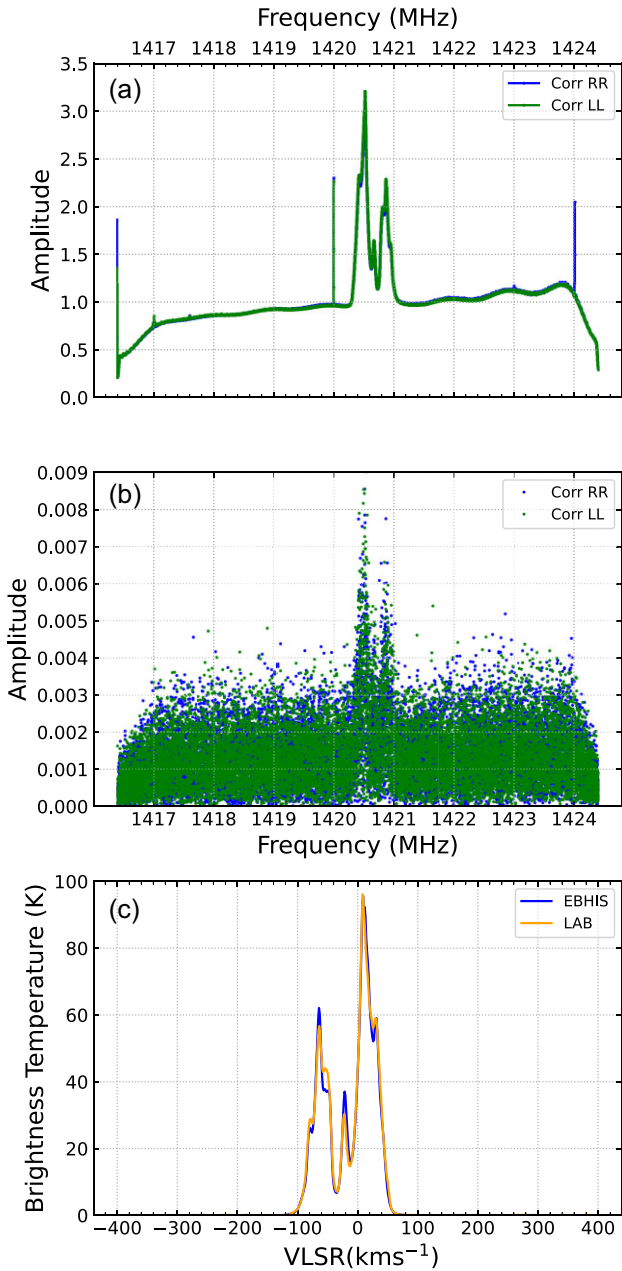 Frequency (MHz)
1417 1418 1419 1420 1421 1422 1423 1424
(a)
Corr RR
Corr LL
Amplitude
3.5
3.0
2.5
2.0
1.5
1.0
0.5
0.0
(b)
Corr RR
Corr LL
Amplitude
0.009
0.008
0.007
0.006
0.005
0.004
0.003
0.002
0.001
0.000
1417 1418 1419 1420 1421 1422 1423 1424
Frequency (MHz)
(c)
EBHIS
LAB
Brightness Temperature (K)
100
80
60
40
20
0
−400 −300 −200 −100 0 100 200 300 400
VLSR(kms⁻¹)